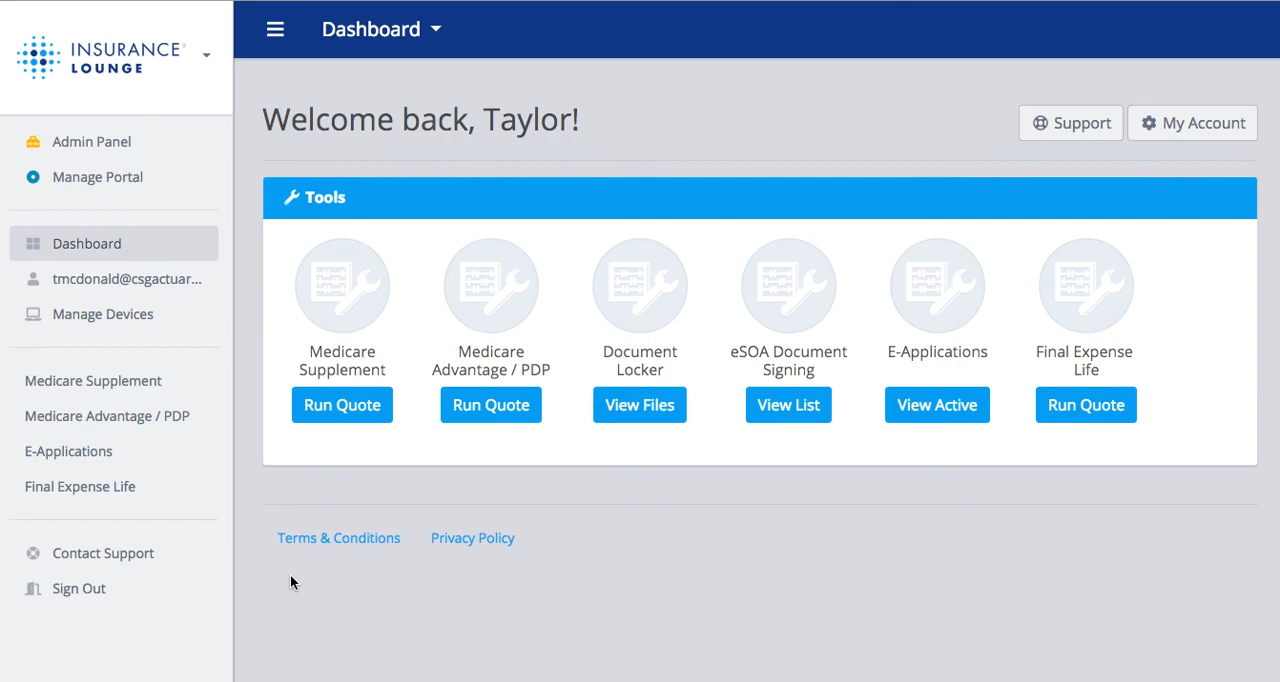 INSURANCE
LOUNGE
Dashboard
Admin Panel
Manage Portal
Dashboard
tmcdonald@csgactuar...
Manage Devices
Medicare Supplement
Medicare Advantage / PDP
E-Applications
Final Expense Life
Contact Support
Sign Out
Welcome back, Taylor!
Support
My Account
Tools
Medicare
Supplement
Run Quote
Medicare
Advantage / PDP
Run Quote
Document
Locker
View Files
eSOA Document
Signing
View List
E-Applications
View Active
Final Expense
Life
Run Quote
Terms & Conditions
Privacy Policy